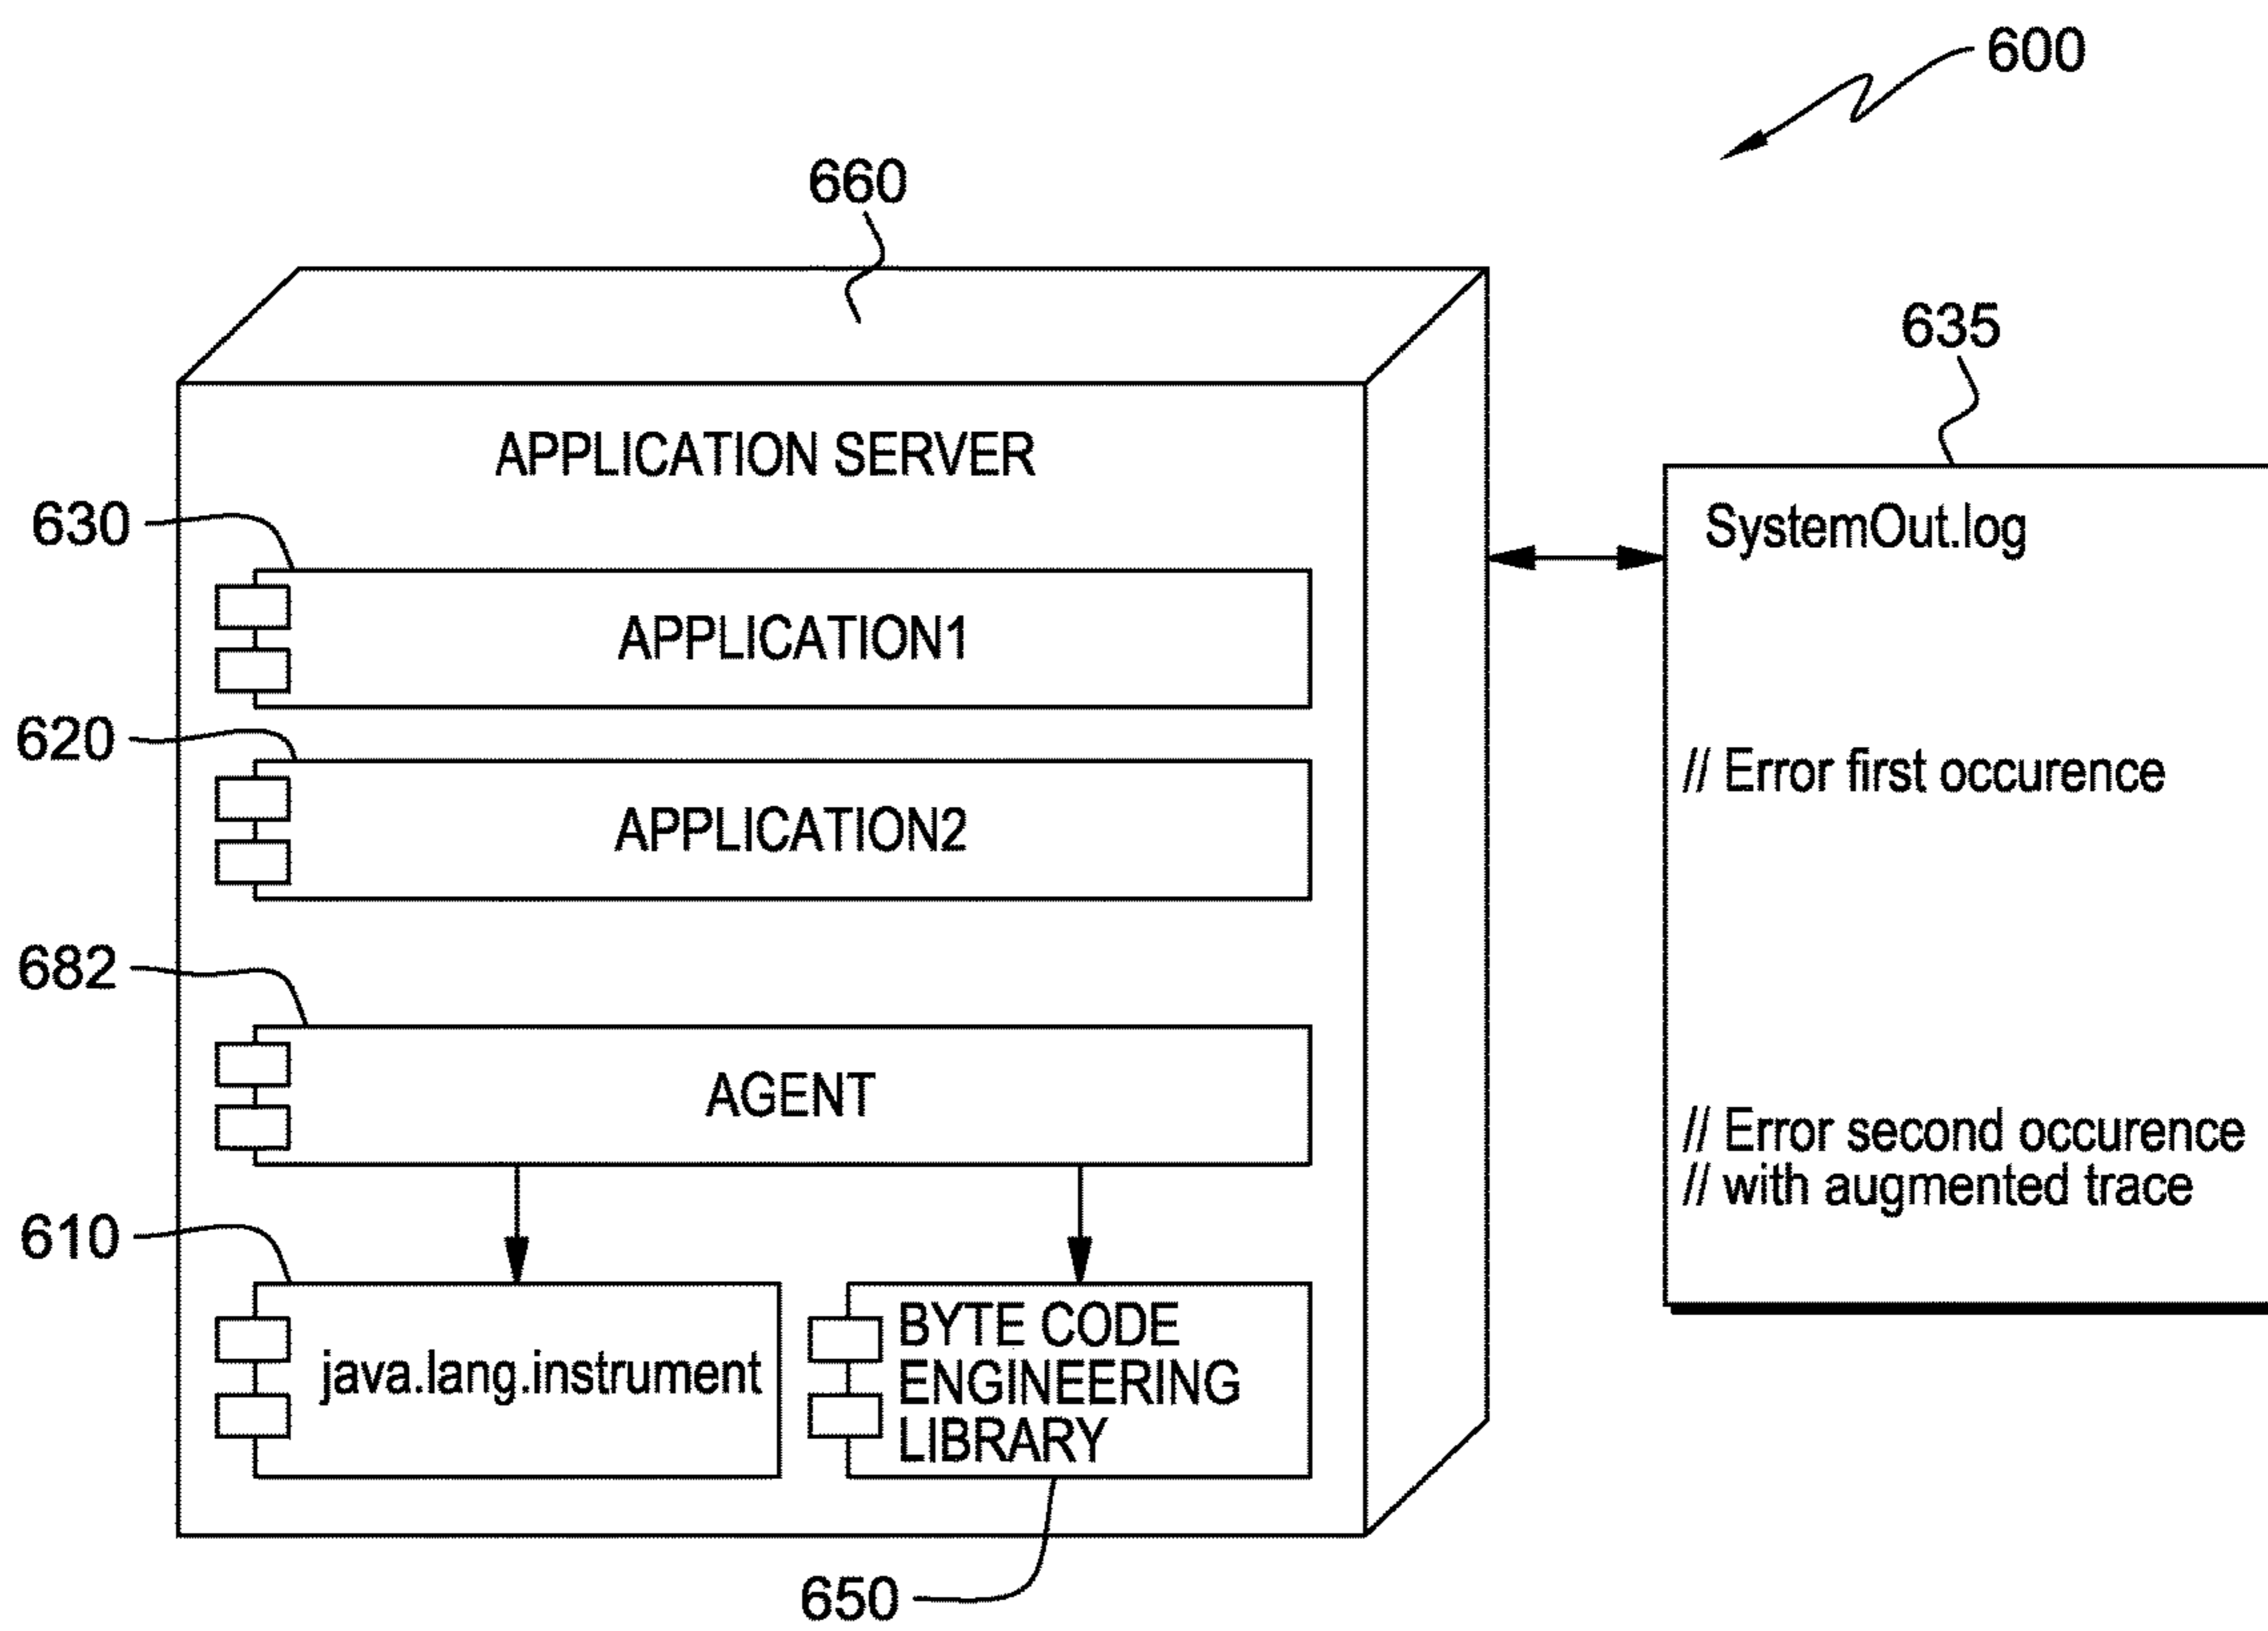 600
660
635
APPLICATION SERVER
630
SystemOut.log
APPLICATION1
620
// Error first occurence
APPLICATION2
682
AGENT
// Error second occurence
// with augmented trace
610
java.lang.instrument
BYTE CODE
ENGINEERING
LIBRARY
650